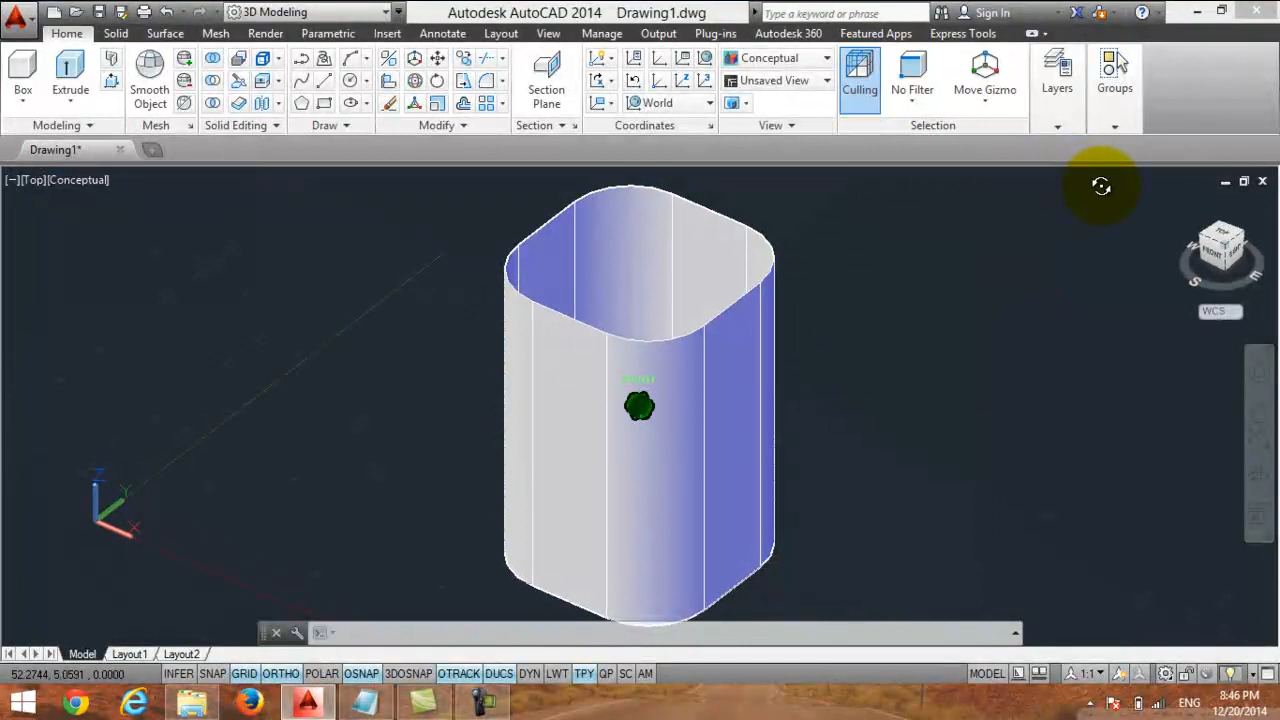 3D Modeling
Autodesk AutoCAD 2014 Drawing1.dwg
Type a keyword or phrase
Sign In
Home Solid Surface Mesh Render Parametric Insert Annotate Layout View Manage Output Plug-ins Autodesk 360 Featured Apps Express Tools
Box
Extrude
Smooth
Object
Section
Plane
World
Conceptual
Unsaved View
Culling
No Filter
Move Gizmo
Layers
Groups
Modeling Mesh Solid Editing Draw Modify Section Coordinates View Selection
Drawing1*
[−][Top][Conceptual]
TOP
FRONT
W
S
E
WCS
Z
Y
X
Model Layout1 Layout2
52.2744, 5.0591, 0.0000
INFER SNAP GRID ORTHO POLAR OSNAP 3DOSNAP OTRACK DUCS DYN LWT TPY QP SC AM
MODEL
1:1
ENG
8:46 PM
12/20/2014